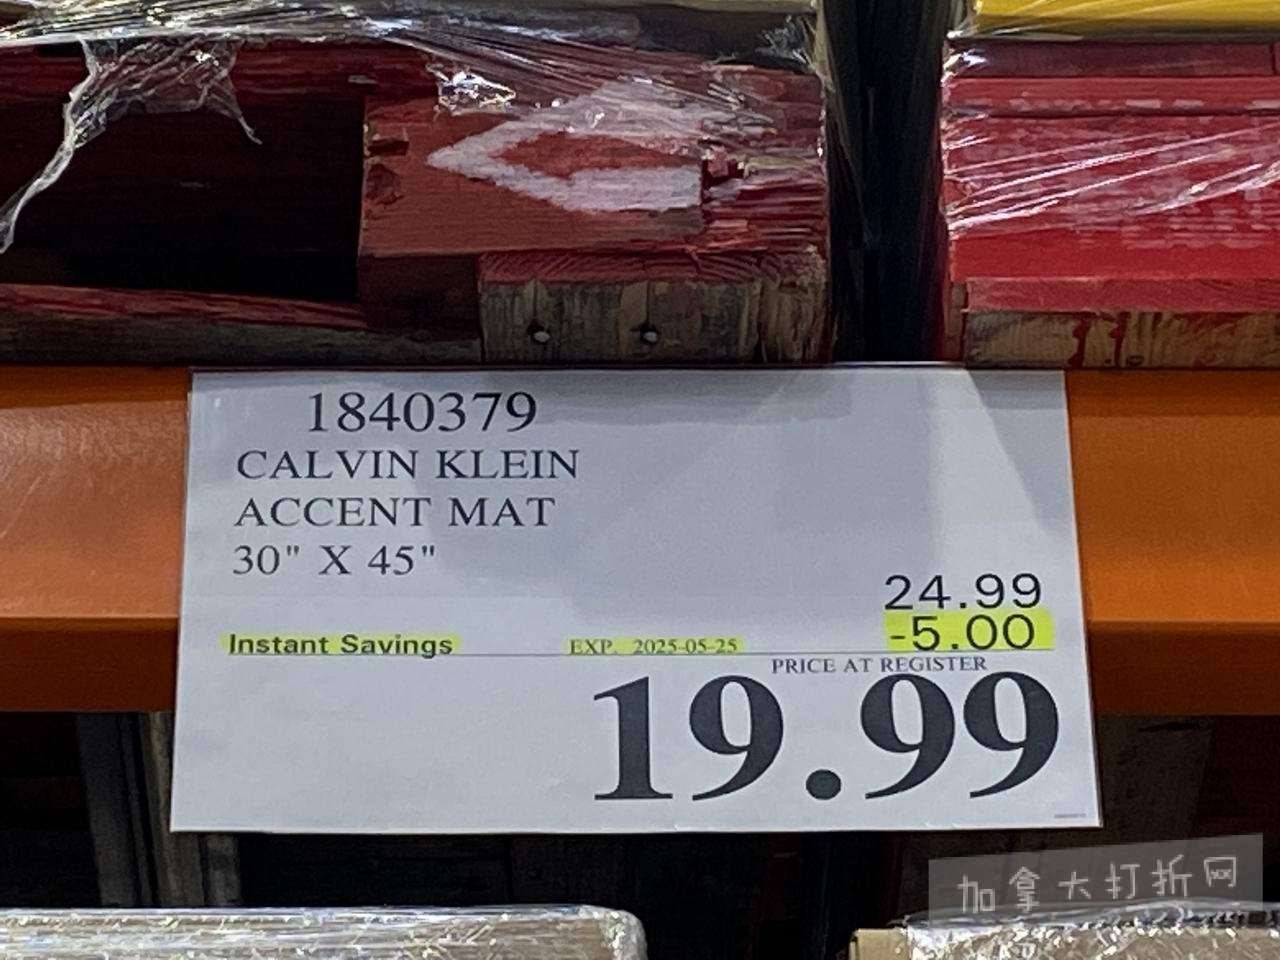 1840379
CALVIN KLEIN
ACCENT MAT
30" X 45"
24.99
Instant Savings EXP. 2025-05-25 -5.00
PRICE AT REGISTER
19.99
加拿大打折网